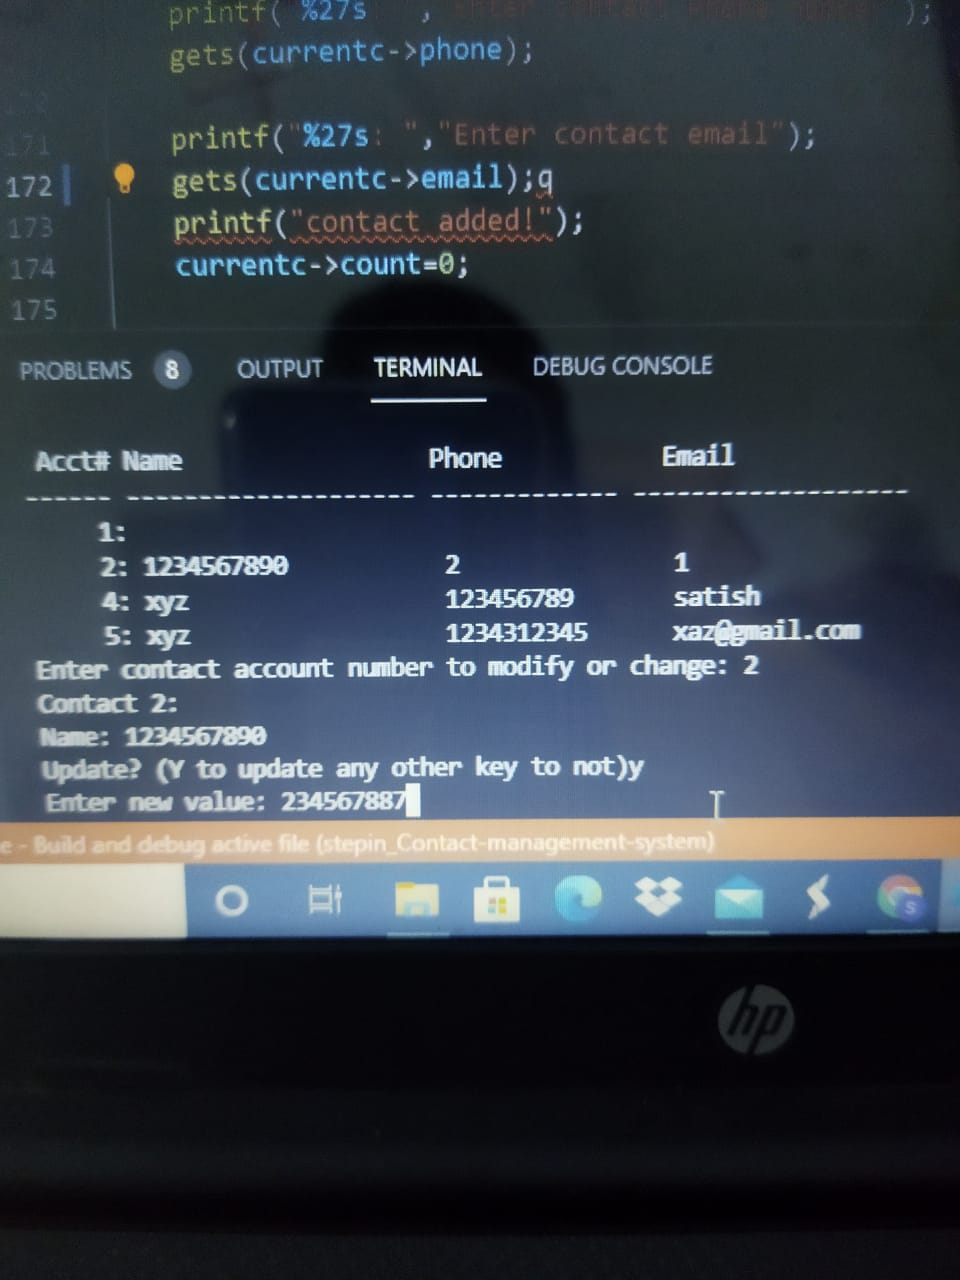 printf( %27s ,
gets(currentc->phone);
171 printf("%27s: ","Enter contact email");
172 gets(currentc->email);q
173 printf("contact added!");
174 currentc->count=0;
175
PROBLEMS 8 OUTPUT TERMINAL DEBUG CONSOLE
Acct# Name Phone Email
------ -------------------- ------------- --------------------
1:
2: 1234567890 2 1
4: xyz 123456789 satish
5: xyz 1234312345 xaz@gmail.com
Enter contact account number to modify or change: 2
Contact 2:
Name: 1234567890
Update? (Y to update any other key to not)y
Enter new value: 234567887
e - Build and debug active file (stepin_Contact-management-system)
S
hp